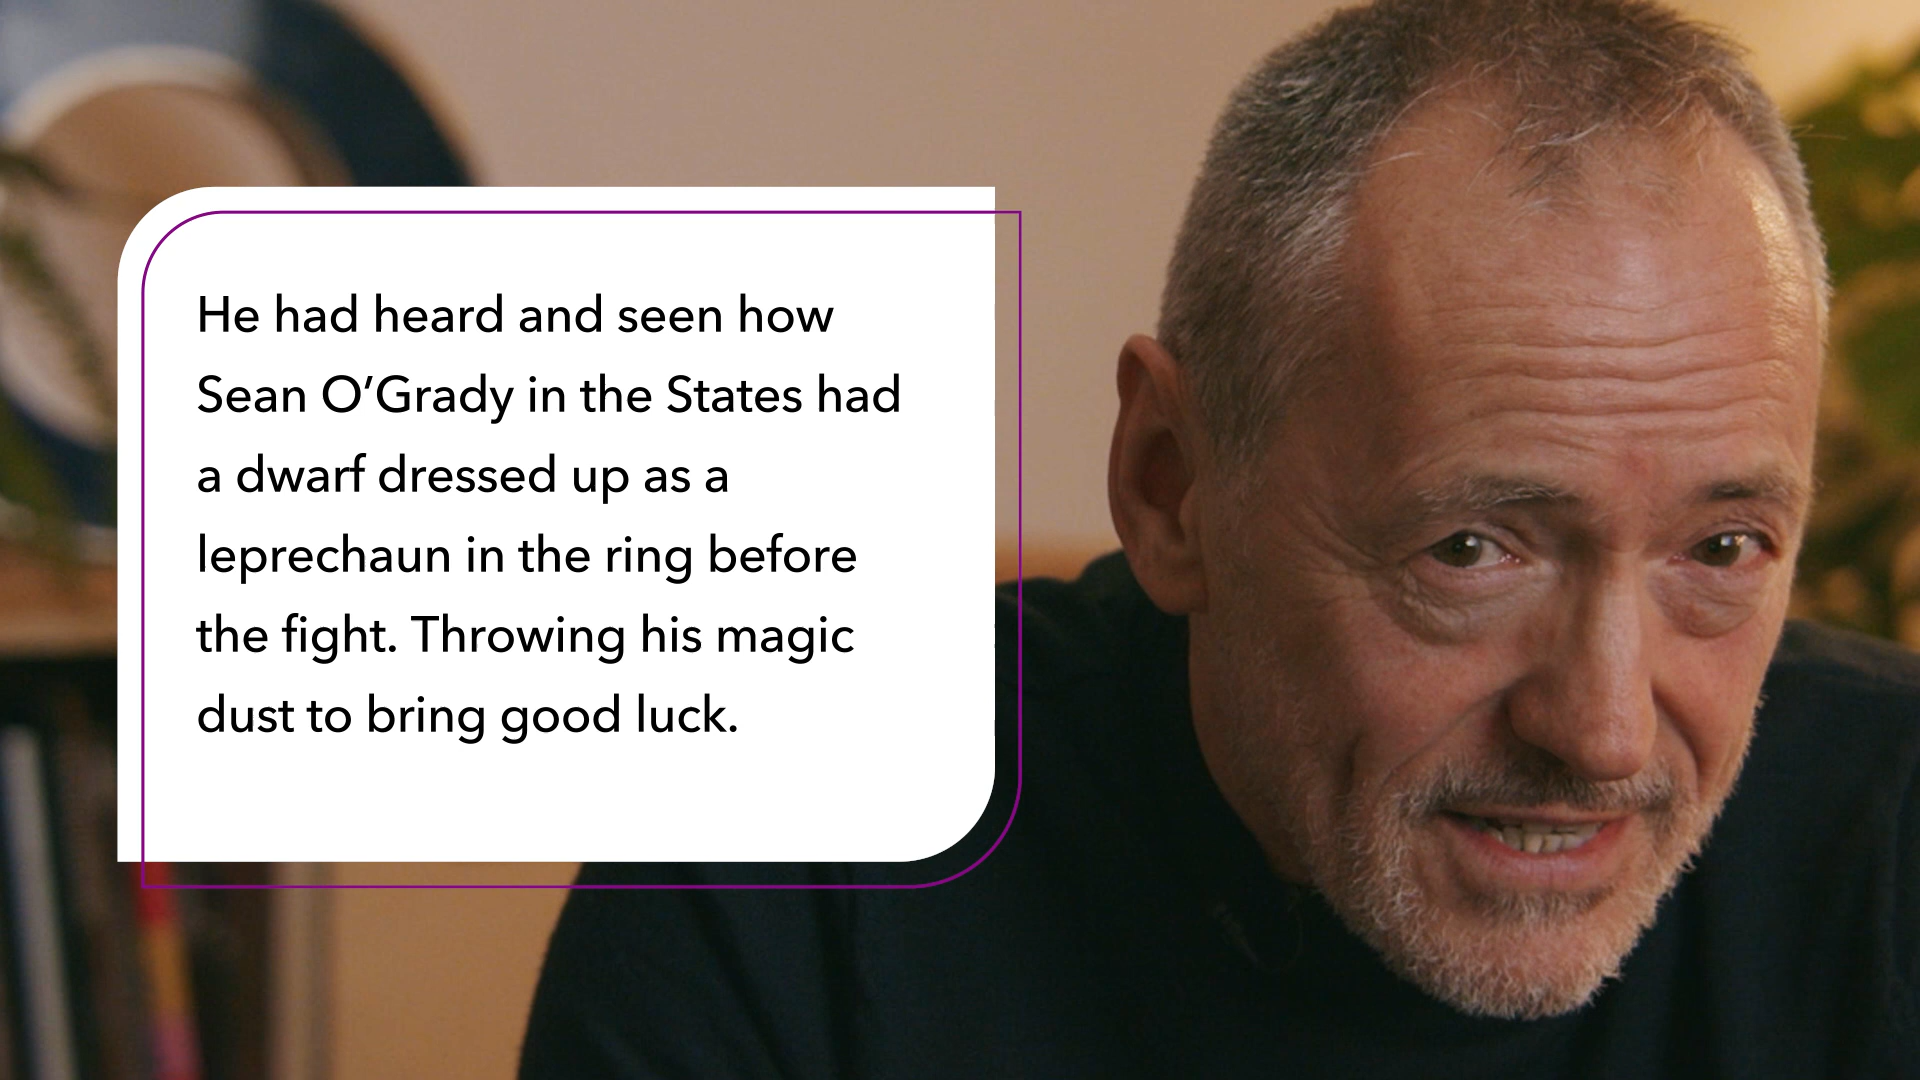 He had heard and seen how
Sean O’Grady in the States had
a dwarf dressed up as a
leprechaun in the ring before
the fight. Throwing his magic
dust to bring good luck.